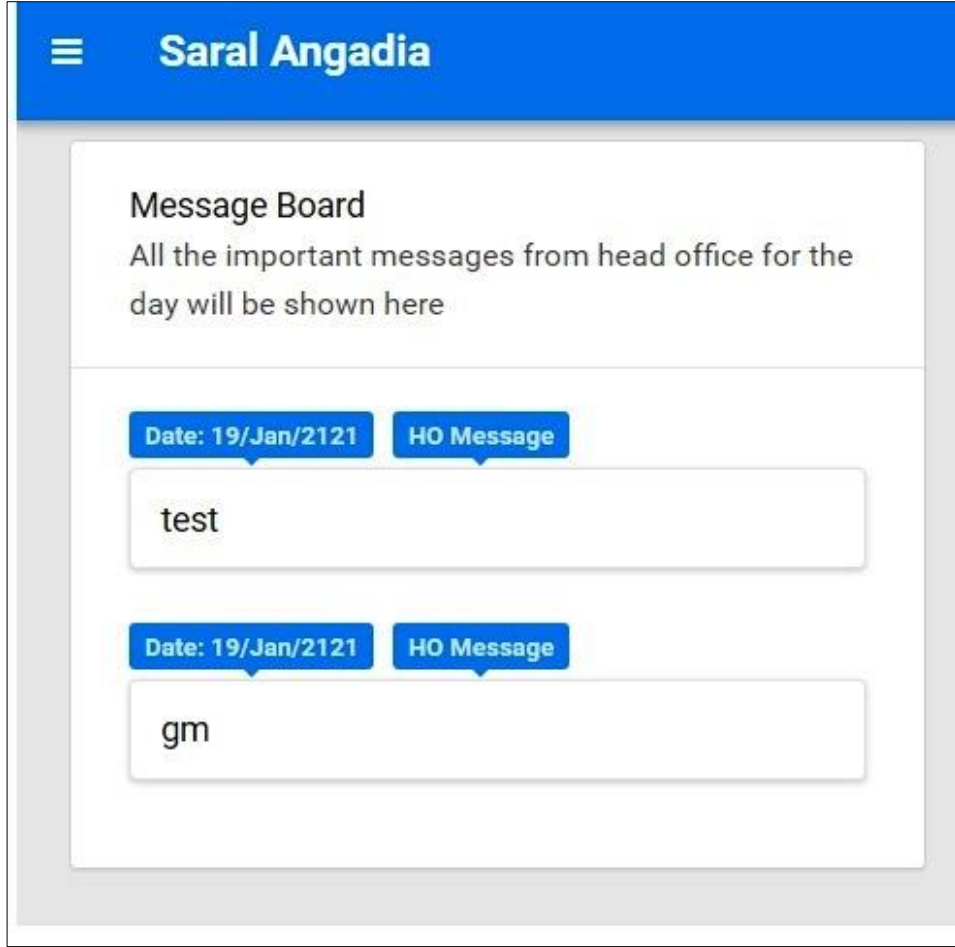 Saral Angadia
Message Board
All the important messages from head office for the
day will be shown here
Date: 19/Jan/2121 HO Message
test
Date: 19/Jan/2121 HO Message
gm